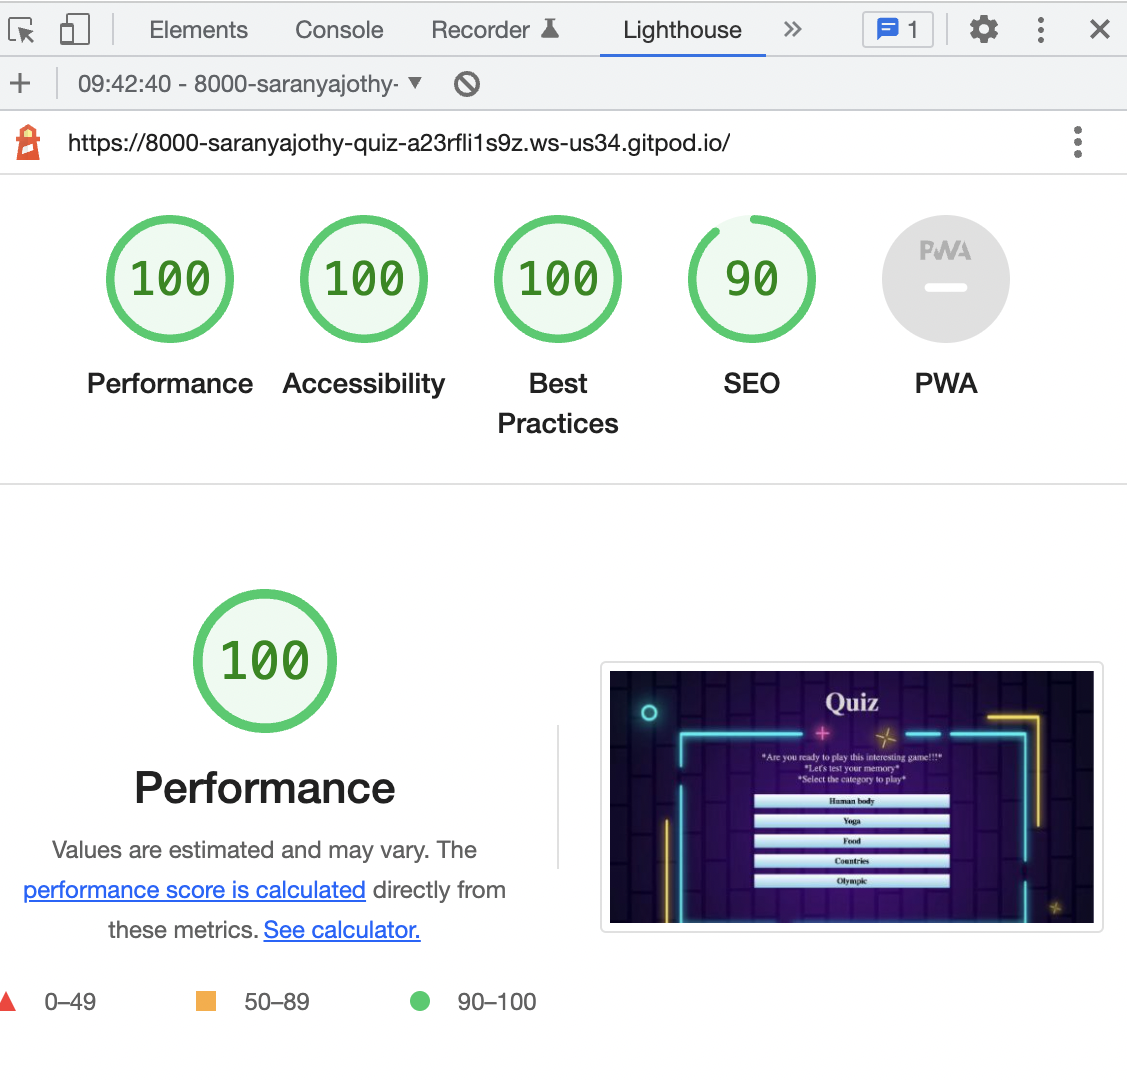 Elements Console Recorder Lighthouse 1
09:42:40 - 8000-saranyajothy-
https://8000-saranyajothy-quiz-a23rfli1s9z.ws-us34.gitpod.io/
100 100 100 90 PWA
Performance Accessibility Best Practices SEO PWA
100
Performance
Values are estimated and may vary. The
performance score is calculated directly from
these metrics. See calculator.
0–49 50–89 90–100
Quiz
*Are you ready to play this interesting game!!!*
*Let's test your memory*
*Select the category to play*
Human body
Yoga
Food
Countries
Olympic